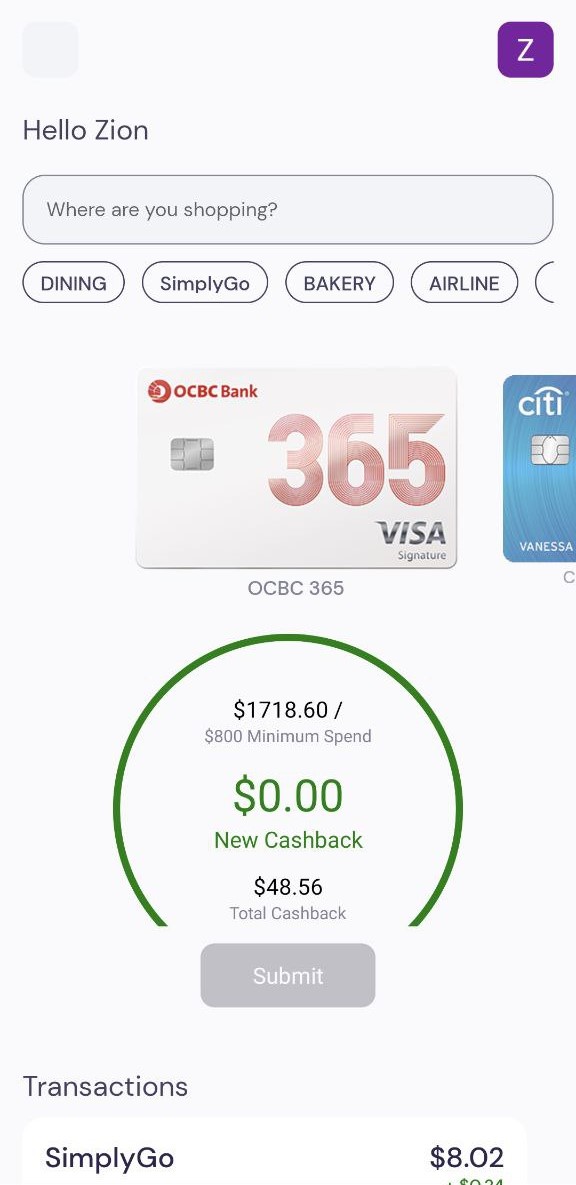 Z
Hello Zion
Where are you shopping?
DINING SimplyGo BAKERY AIRLINE
OCBC Bank
365
VISA
Signature
citi
VANESSA
OCBC 365
C
$1718.60 /
$800 Minimum Spend
$0.00
New Cashback
$48.56
Total Cashback
Submit
Transactions
SimplyGo $8.02